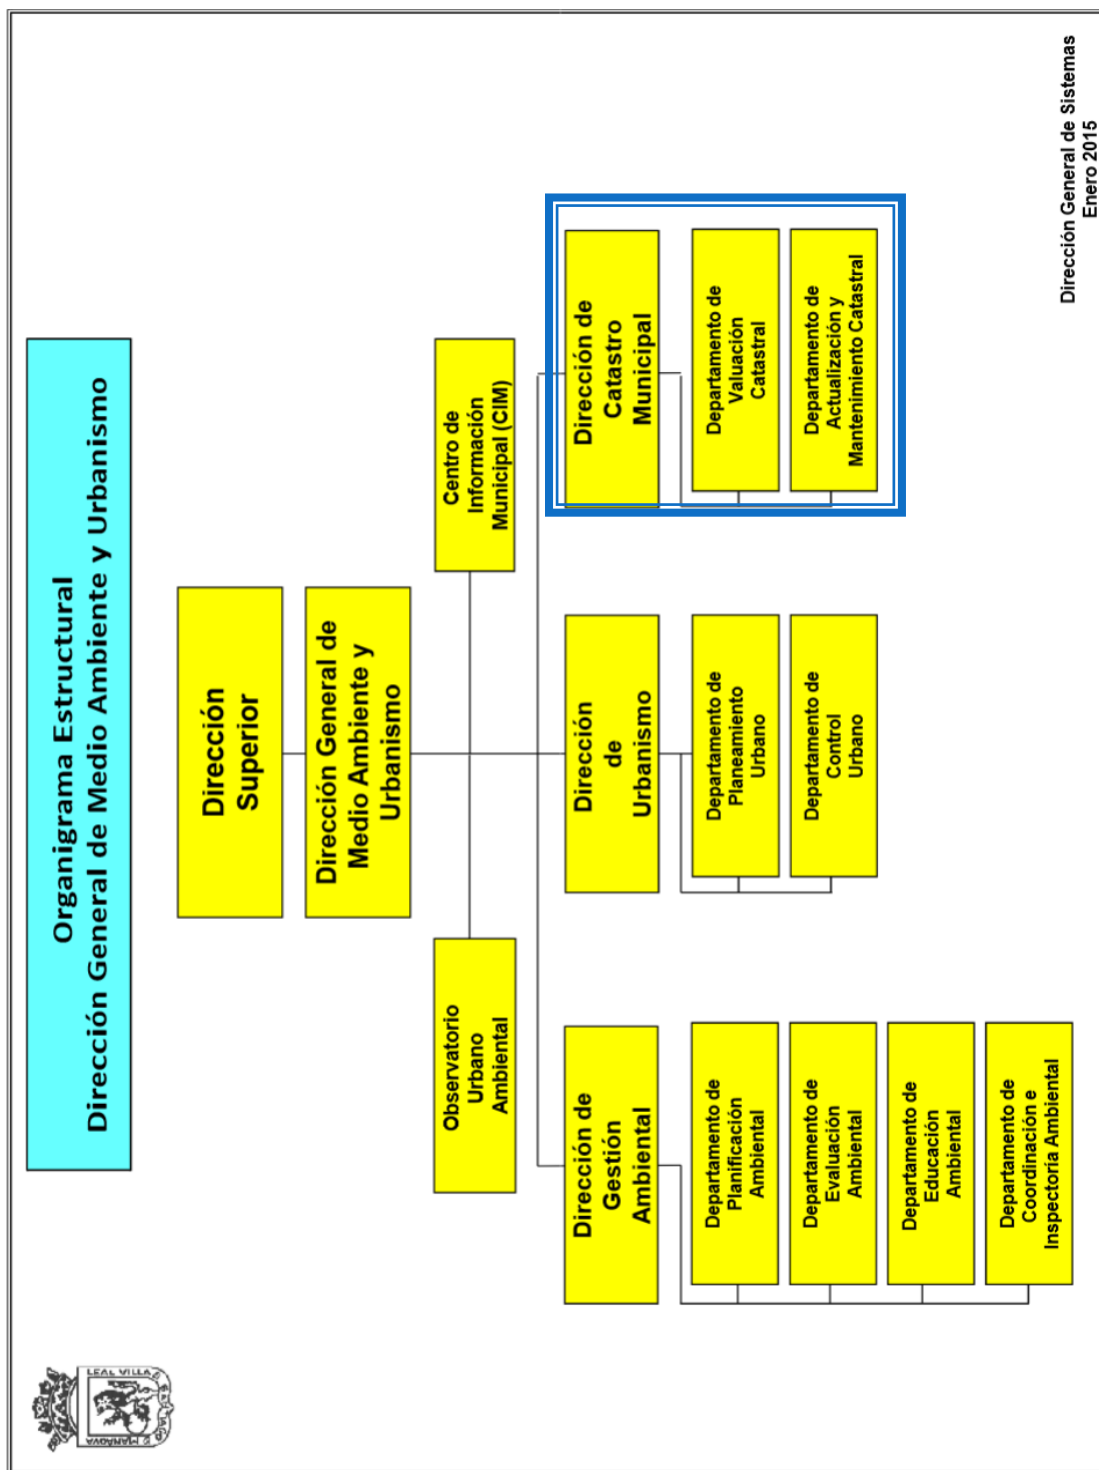 LEAL VILLA
SANTIAGO
D
MANAGVA
Organigrama Estructural
Dirección General de Medio Ambiente y Urbanismo
Dirección
Superior
Dirección General de
Medio Ambiente y
Urbanismo
Observatorio
Urbano
Ambiental
Centro de
Información
Municipal (CIM)
Dirección de
Gestión
Ambiental
Departamento de
Planificación
Ambiental
Departamento de
Evaluación
Ambiental
Departamento de
Educación
Ambiental
Departamento de
Coordinación e
Inspectoría Ambiental
Dirección
de
Urbanismo
Departamento de
Planeamiento
Urbano
Departamento de
Control
Urbano
Dirección de
Catastro
Municipal
Departamento de
Valuación
Catastral
Departamento de
Actualización y
Mantenimiento Catastral
Dirección General de Sistemas
Enero 2015